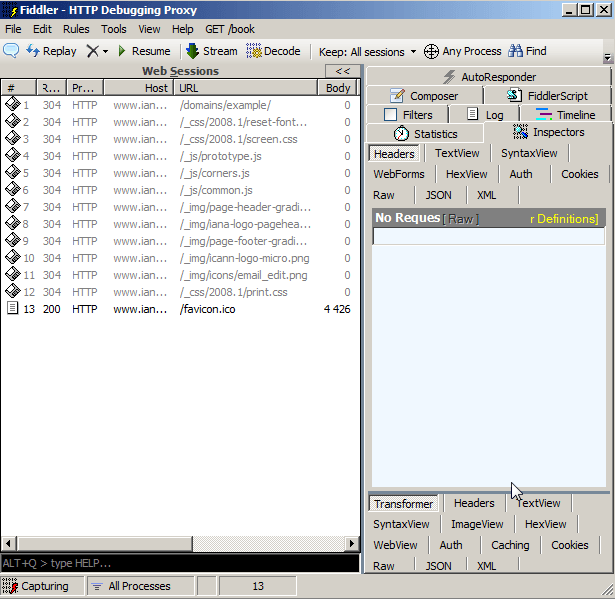 Fiddler - HTTP Debugging Proxy
File Edit Rules Tools View Help GET /book
Replay Resume Stream Decode Keep: All sessions Any Process Find
Web Sessions <<
# R... Pr... Host URL Body
1 304 HTTP www.ian... /domains/example/ 0
2 304 HTTP www.ian... /_css/2008.1/reset-font... 0
3 304 HTTP www.ian... /_css/2008.1/screen.css 0
4 304 HTTP www.ian... /_js/prototype.js 0
5 304 HTTP www.ian... /_js/corners.js 0
6 304 HTTP www.ian... /_js/common.js 0
7 304 HTTP www.ian... /_img/page-header-gradi... 0
8 304 HTTP www.ian... /_img/iana-logo-pagehea... 0
9 304 HTTP www.ian... /_img/page-footer-gradi... 0
10 304 HTTP www.ian... /_img/icann-logo-micro.png 0
11 304 HTTP www.ian... /_img/icons/email_edit.png 0
12 304 HTTP www.ian... /_css/2008.1/print.css 0
13 200 HTTP www.ian... /favicon.ico 4 426
ALT+Q > type HELP...
AutoResponder
Composer FiddlerScript
Filters Log Timeline
Statistics Inspectors
Headers TextView SyntaxView
WebForms HexView Auth Cookies
Raw JSON XML
No Reques [ Raw ] r Definitions]
Transformer Headers TextView
SyntaxView ImageView HexView
WebView Auth Caching Cookies
Raw JSON XML
Capturing All Processes 13